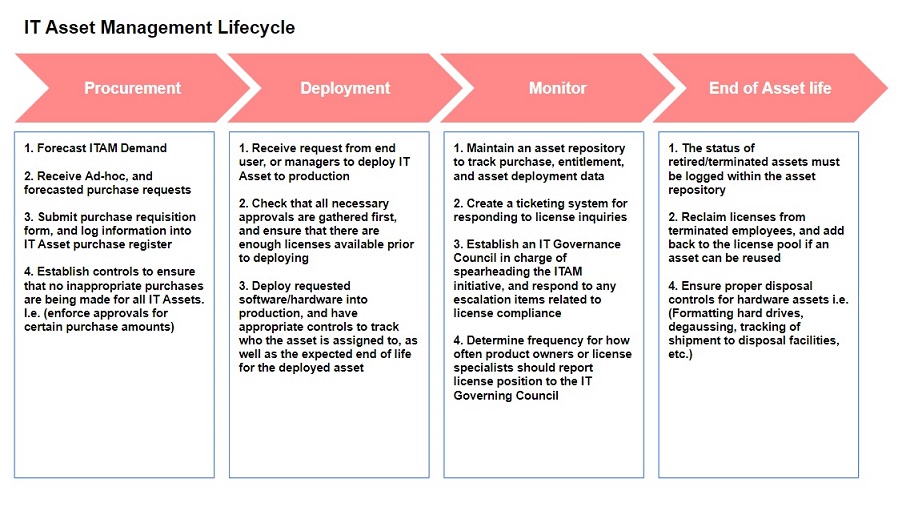 IT Asset Management Lifecycle
Procurement
Deployment
Monitor
End of Asset life
1. Forecast ITAM Demand
2. Receive Ad-hoc, and
forecasted purchase requests
3. Submit purchase requisition
form, and log information into
IT Asset purchase register
4. Establish controls to ensure
that no inappropriate purchases
are being made for all IT Assets.
I.e. (enforce approvals for
certain purchase amounts)
1. Receive request from end
user, or managers to deploy IT
Asset to production
2. Check that all necessary
approvals are gathered first,
and ensure that there are
enough licenses available prior
to deploying
3. Deploy requested
software/hardware into
production, and have
appropriate controls to track
who the asset is assigned to, as
well as the expected end of life
for the deployed asset
1. Maintain an asset repository
to track purchase, entitlement,
and asset deployment data
2. Create a ticketing system for
responding to license inquiries
3. Establish an IT Governance
Council in charge of
spearheading the ITAM
initiative, and respond to any
escalation items related to
license compliance
4. Determine frequency for how
often product owners or license
specialists should report
license position to the IT
Governing Council
1. The status of
retired/terminated assets must
be logged within the asset
repository
2. Reclaim licenses from
terminated employees, and add
back to the license pool if an
asset can be reused
4. Ensure proper disposal
controls for hardware assets i.e.
(Formatting hard drives,
degaussing, tracking of
shipment to disposal facilities,
etc.)